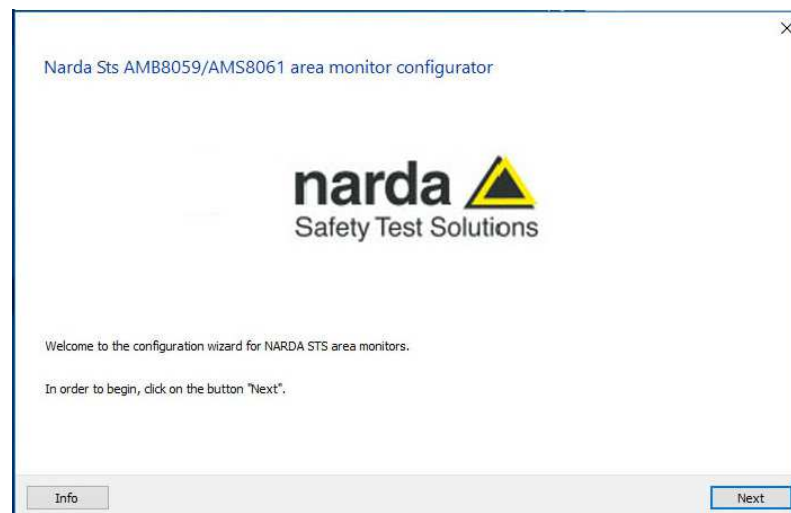 Narda Sts AMB8059/AMS8061 area monitor configurator
narda
Safety Test Solutions
Welcome to the configuration wizard for NARDA STS area monitors.
In order to begin, click on the button "Next".
Info
Next